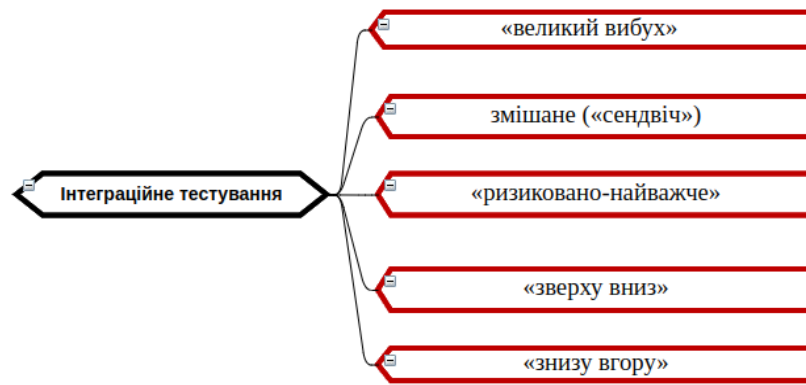 «великий вибух»
змішане («сендвіч»)
Інтеграційне тестування
«ризиковано-найважче»
«зверху вниз»
«знизу вгору»